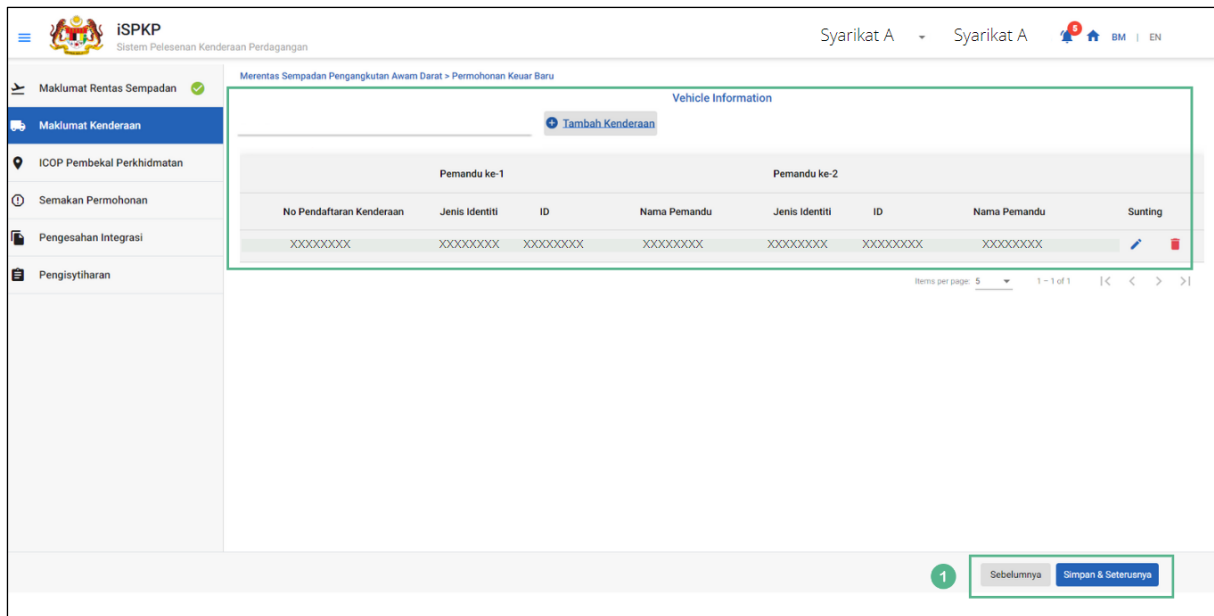 iSPKP
Sistem Pelesenan Kenderaan Perdagangan
Syarikat A
Syarikat A
5
BM | EN
Maklumat Rentas Sempadan
Maklumat Kenderaan
ICOP Pembekal Perkhidmatan
Semakan Permohonan
Pengesahan Integrasi
Pengisytiharan
Merentas Sempadan Pengangkutan Awam Darat > Permohonan Keuar Baru
Vehicle Information
Tambah Kenderaan
Pemandu ke-1 Pemandu ke-2
No Pendaftaran Kenderaan Jenis Identiti ID Nama Pemandu Jenis Identiti ID Nama Pemandu Sunting
XXXXXXXX XXXXXXXX XXXXXXXX XXXXXXXX XXXXXXXX XXXXXXXX XXXXXXXX
Items per page: 5 1 – 1 of 1
1 Sebelumnya Simpan & Seterusnya